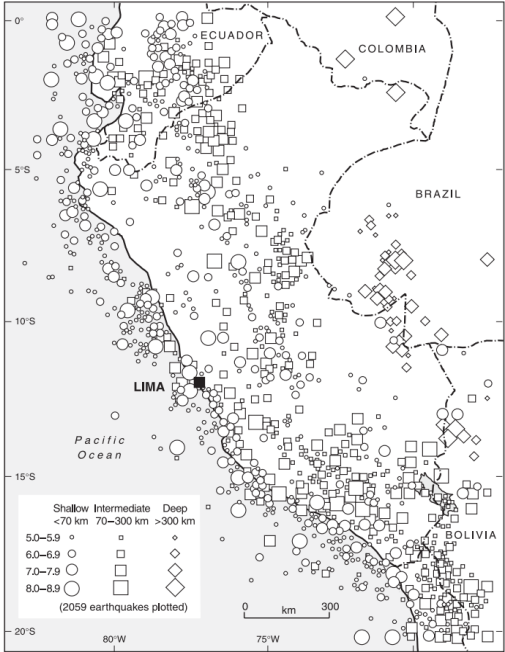 0°
ECUADOR
COLOMBIA
5°S
BRAZIL
10°S
LIMA
Pacific
Ocean
15°S
Shallow Intermediate Deep
<70 km 70–300 km >300 km
5.0–5.9
6.0–6.9
7.0–7.9
8.0–8.9
(2059 earthquakes plotted)
BOLIVIA
0 km 300
20°S
80°W 75°W